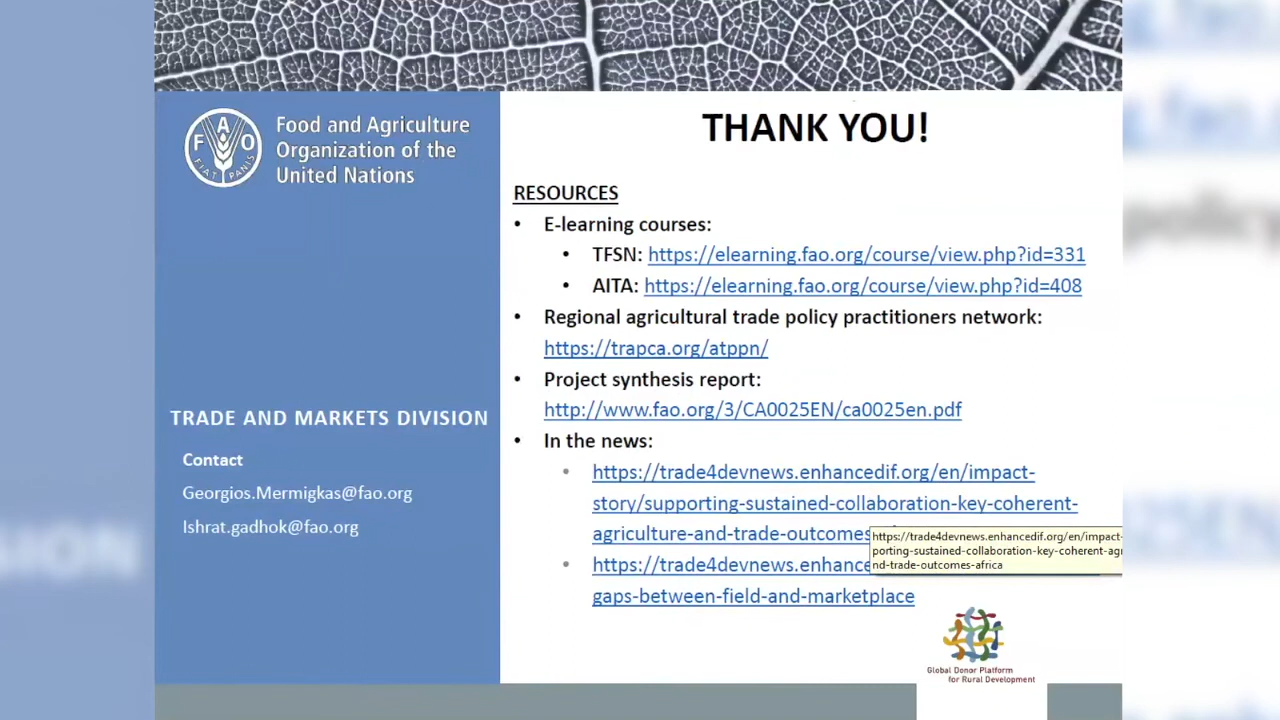 FAO
FIAT PANIS
Food and Agriculture
Organization of the
United Nations
TRADE AND MARKETS DIVISION
Contact
Georgios.Mermigkas@fao.org
Ishrat.gadhok@fao.org
THANK YOU!
RESOURCES
• E-learning courses:
• TFSN: https://elearning.fao.org/course/view.php?id=331
• AITA: https://elearning.fao.org/course/view.php?id=408
• Regional agricultural trade policy practitioners network:
https://trapca.org/atppn/
• Project synthesis report:
http://www.fao.org/3/CA0025EN/ca0025en.pdf
• In the news:
• https://trade4devnews.enhancedif.org/en/impact-
story/supporting-sustained-collaboration-key-coherent-
agriculture-and-trade-outcomes
https://trade4devnews.enhancedif.org/en/impact-
porting-sustained-collaboration-key-coherent-ag
nd-trade-outcomes-africa
• https://trade4devnews.enhance
gaps-between-field-and-marketplace
Global Donor Platform
for Rural Development